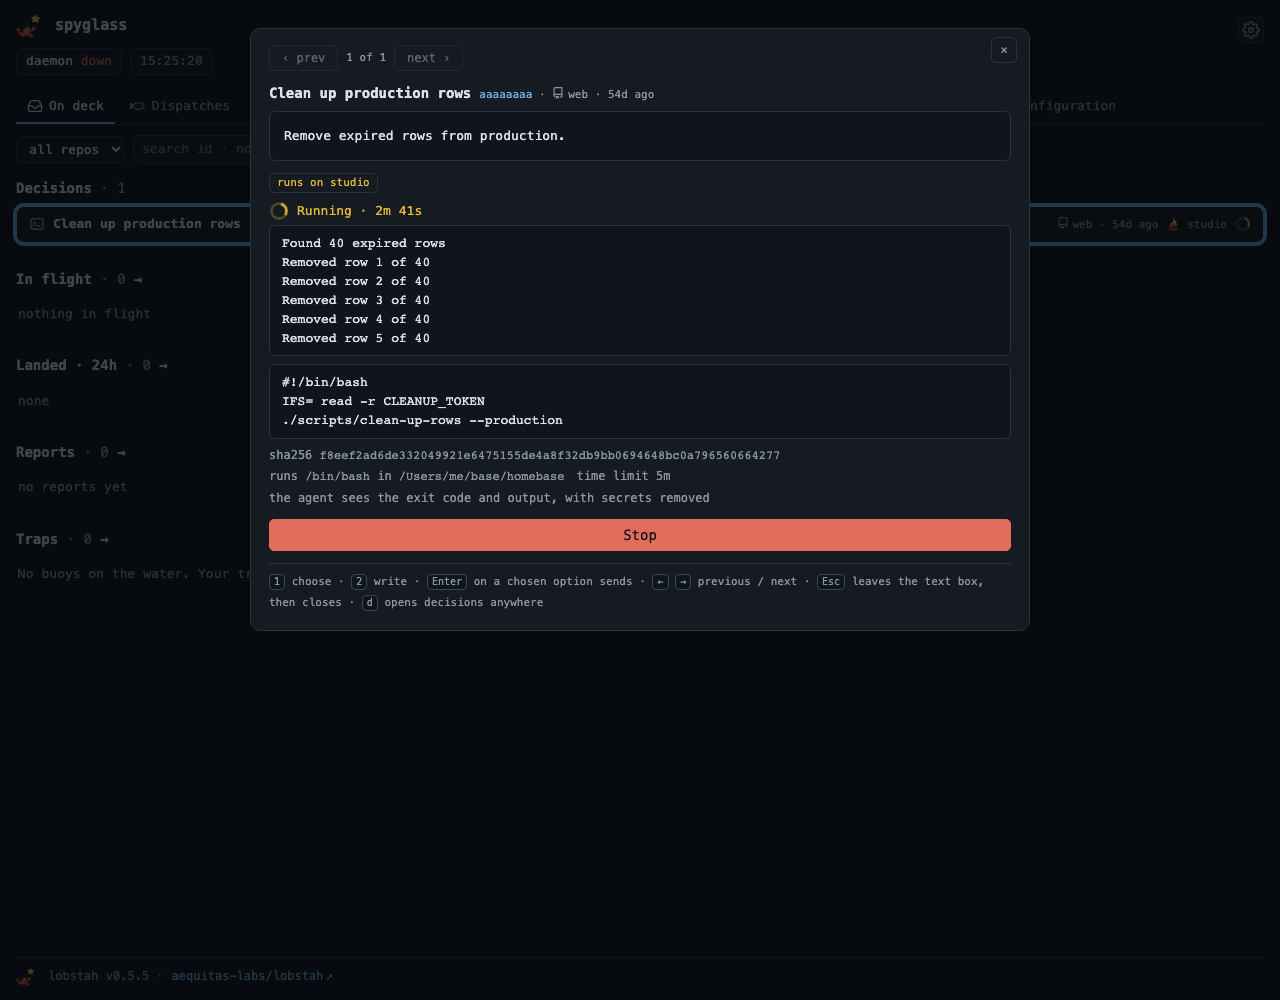 spyglass
daemon down 15:25:20
On deck Dispatches nfiguration
all repos search id · no
Decisions · 1
Clean up production rows web · 54d ago studio
In flight · 0 →
nothing in flight
Landed · 24h · 0 →
none
Reports · 0 →
no reports yet
Traps · 0 →
No buoys on the water. Your tr
‹ prev 1 of 1 next › ×
Clean up production rows aaaaaaaa · web · 54d ago
Remove expired rows from production.
runs on studio
Running · 2m 41s
Found 40 expired rows
Removed row 1 of 40
Removed row 2 of 40
Removed row 3 of 40
Removed row 4 of 40
Removed row 5 of 40
#!/bin/bash
IFS= read -r CLEANUP_TOKEN
./scripts/clean-up-rows --production
sha256 f8eef2ad6de332049921e6475155de4a8f32db9bb0694648bc0a796560664277
runs /bin/bash in /Users/me/base/homebase time limit 5m
the agent sees the exit code and output, with secrets removed
Stop
1 choose · 2 write · Enter on a chosen option sends · ← → previous / next · Esc leaves the text box,
then closes · d opens decisions anywhere
lobstah v0.5.5 · aequitas-labs/lobstah ↗